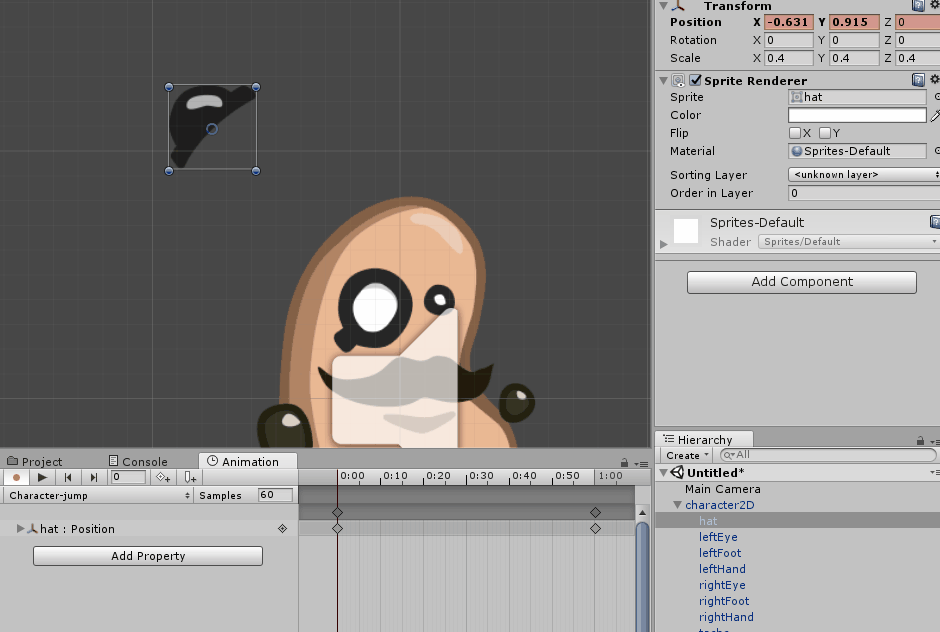 Transform
Position X -0.631 Y 0.915 Z 0
Rotation X 0 Y 0 Z 0
Scale X 0.4 Y 0.4 Z 0.4
Sprite Renderer
Sprite hat
Color
Flip X Y
Material Sprites-Default
Sorting Layer <unknown layer>
Order in Layer 0
Sprites-Default
Shader Sprites/Default
Add Component
Project Console Animation
0
0:00 0:10 0:20 0:30 0:40 0:50 1:00
Character-jump Samples 60
hat : Position
Add Property
Hierarchy
Create All
Untitled*
Main Camera
character2D
hat
leftEye
leftFoot
leftHand
rightEye
rightFoot
rightHand